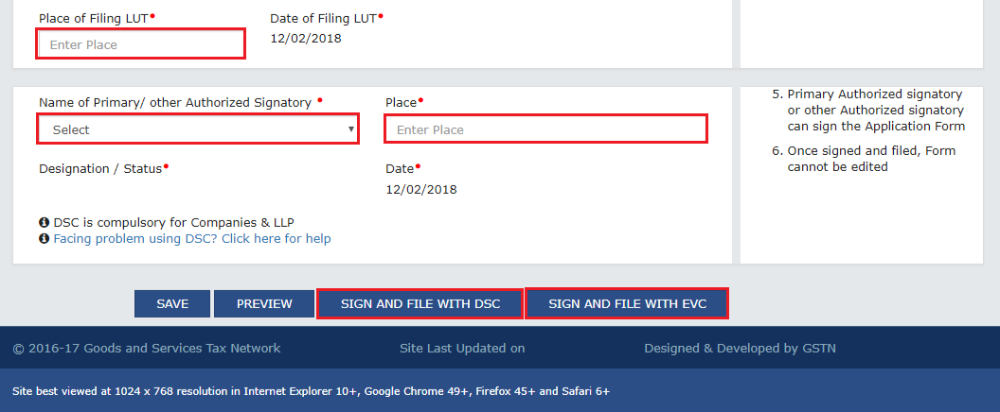 Place of Filing LUT•
Date of Filing LUT•
Enter Place
12/02/2018
Name of Primary/ other Authorized Signatory •
Place•
Select
Enter Place
Designation / Status•
Date•
12/02/2018
DSC is compulsory for Companies & LLP
Facing problem using DSC? Click here for help
5. Primary Authorized signatory
or other Authorized signatory
can sign the Application Form
6. Once signed and filed, Form
cannot be edited
SAVE
PREVIEW
SIGN AND FILE WITH DSC
SIGN AND FILE WITH EVC
© 2016-17 Goods and Services Tax Network
Site Last Updated on
Designed & Developed by GSTN
Site best viewed at 1024 x 768 resolution in Internet Explorer 10+, Google Chrome 49+, Firefox 45+ and Safari 6+